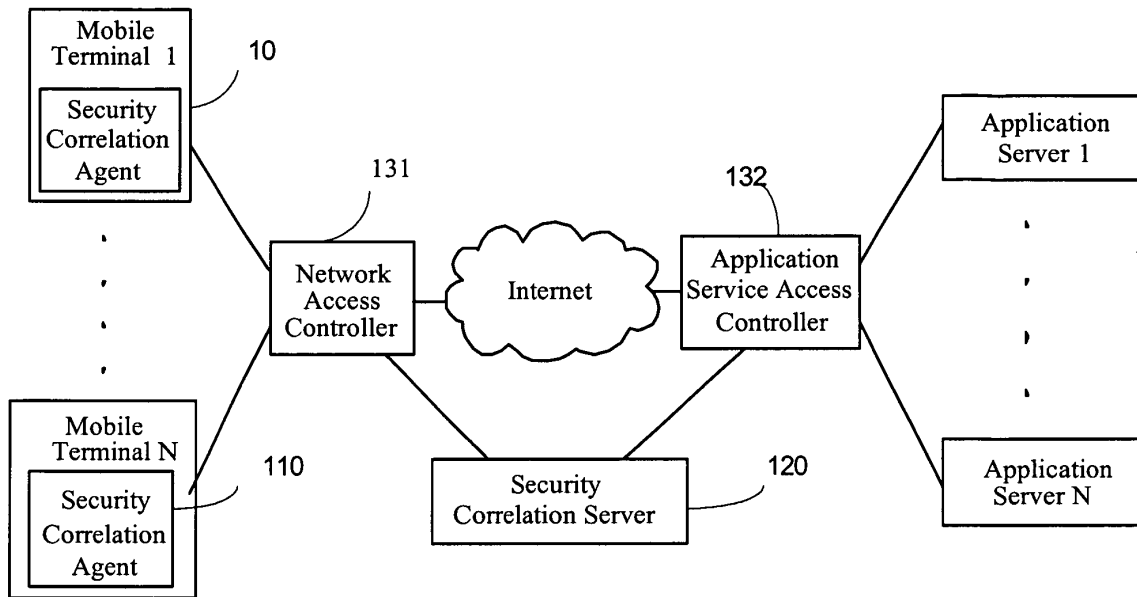 Mobile
Terminal 1
10
Security
Correlation
Agent
131
132
Application
Server 1
Network
Access
Controller
Internet
Application
Service Access
Controller
Mobile
Terminal N
110
Security
Correlation
Agent
Security
Correlation Server
120
Application
Server N